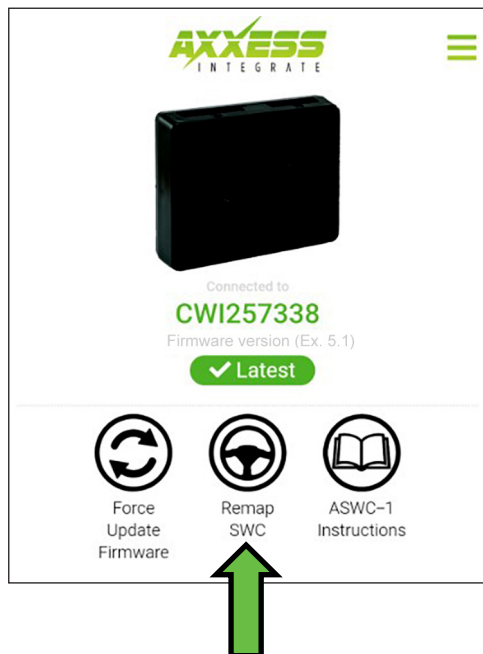 AXXESS
INTEGRATE
Connected to
CWI257338
Firmware version (Ex. 5.1)
Latest
Force
Update
Firmware
Remap
SWC
ASWC–1
Instructions